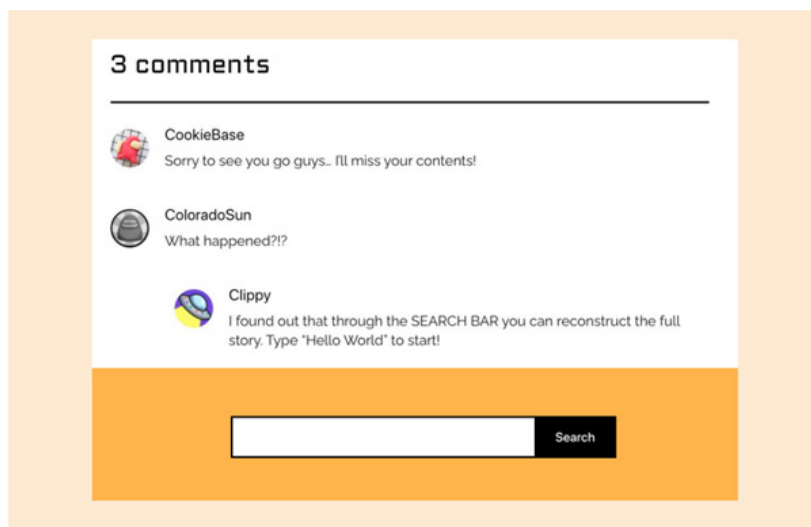 3 comments
CookieBase
Sorry to see you go guys... I'll miss your contents!
ColoradoSun
What happened?!?
Clippy
I found out that through the SEARCH BAR you can reconstruct the full
story. Type "Hello World" to start!
Search